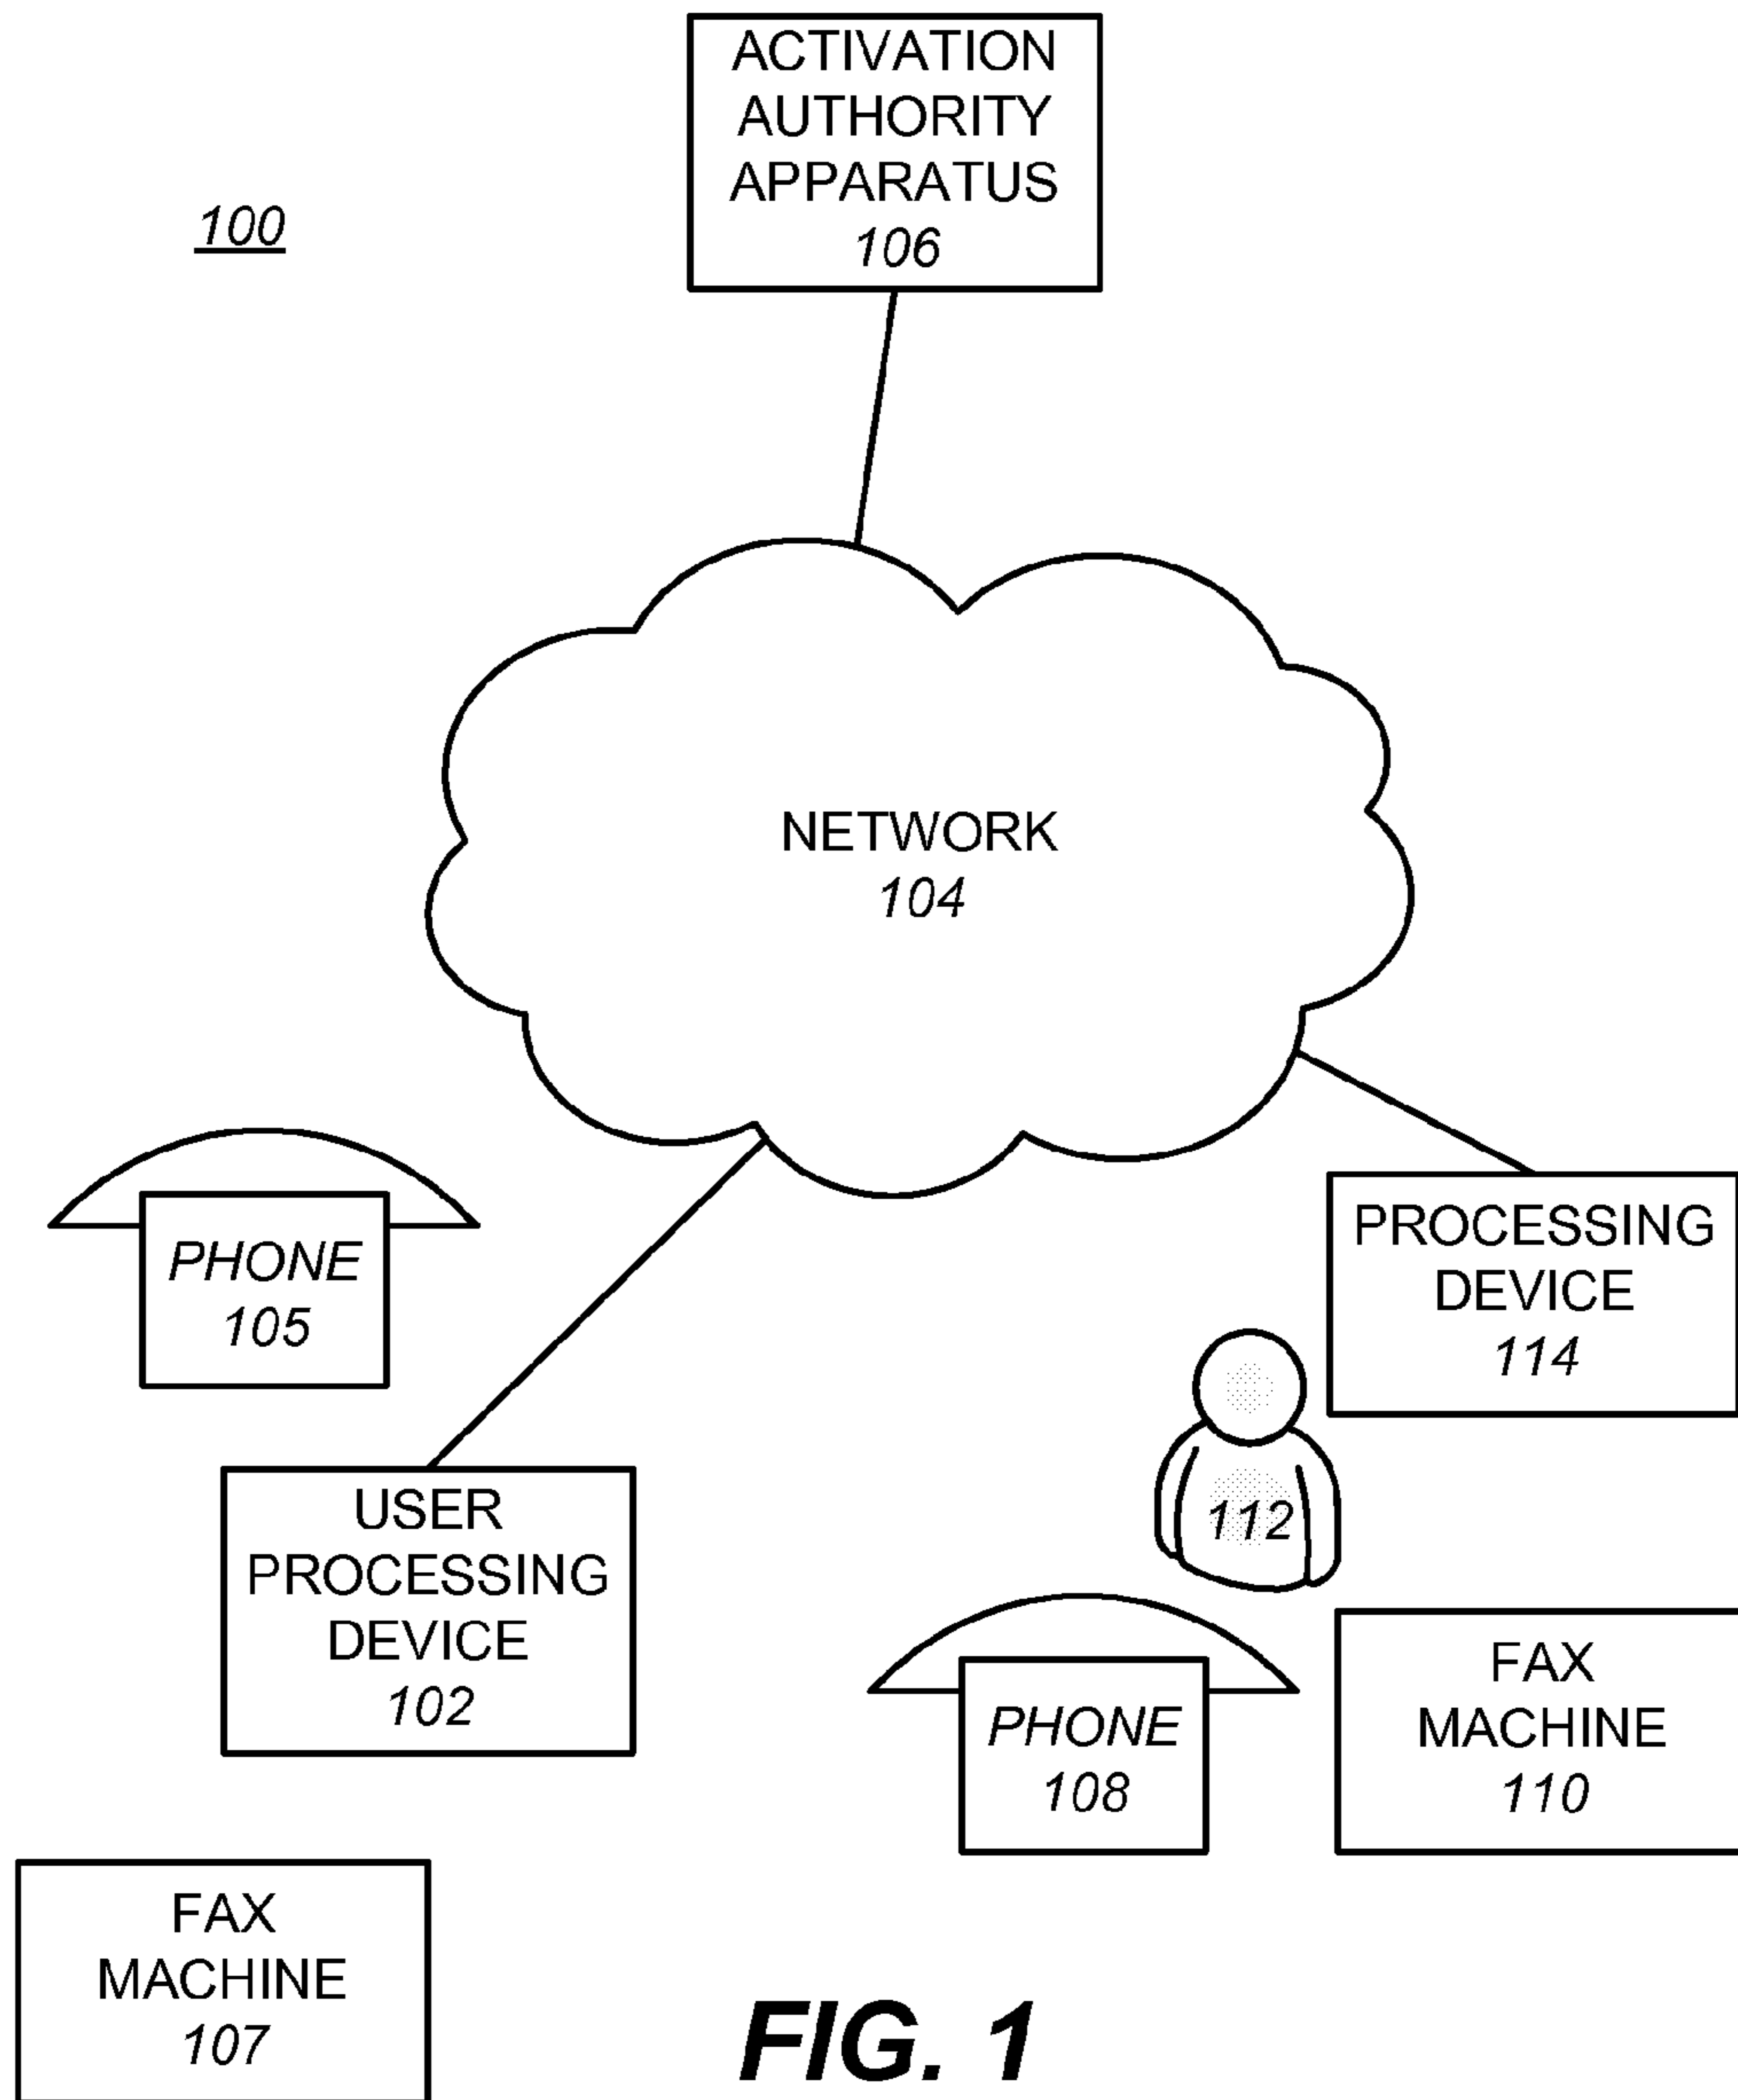 ACTIVATION
AUTHORITY
APPARATUS
106
100
NETWORK
104
PHONE
105
PROCESSING
DEVICE
114
USER
PROCESSING
DEVICE
102
112
PHONE
108
FAX
MACHINE
110
FAX
MACHINE
107
FIG. 1